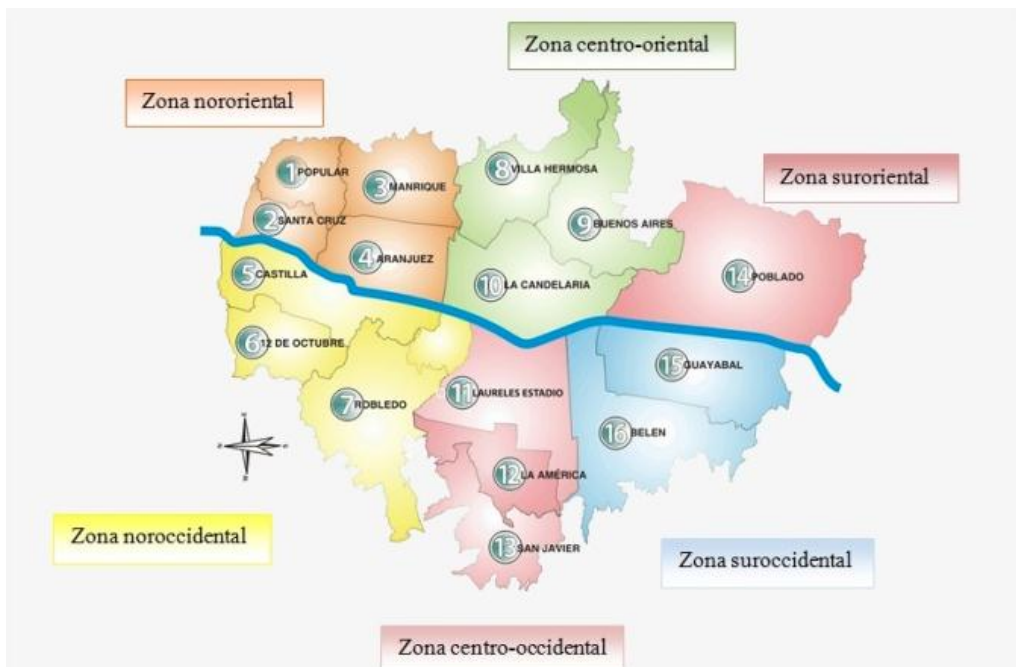 Zona centro-oriental
Zona nororiental
Zona suroriental
1 POPULAR
2 SANTA CRUZ
3 MANRIQUE
4 ARANJUEZ
5 CASTILLA
6 12 DE OCTUBRE
7 ROBLEDO
8 VILLA HERMOSA
9 BUENOS AIRES
10 LA CANDELARIA
11 LAURELES ESTADIO
12 LA AMÉRICA
13 SAN JAVIER
14 POBLADO
15 GUAYABAL
16 BELEN
Zona noroccidental
Zona suroccidental
Zona centro-occidental